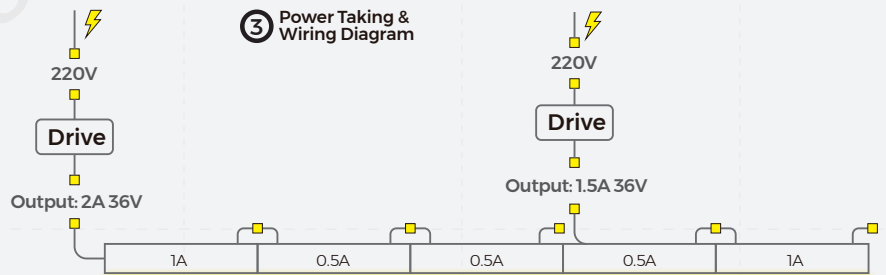 3 Power Taking &
Wiring Diagram
220V
Drive
Output: 2A 36V
220V
Drive
Output: 1.5A 36V
1A 0.5A 0.5A 0.5A 1A